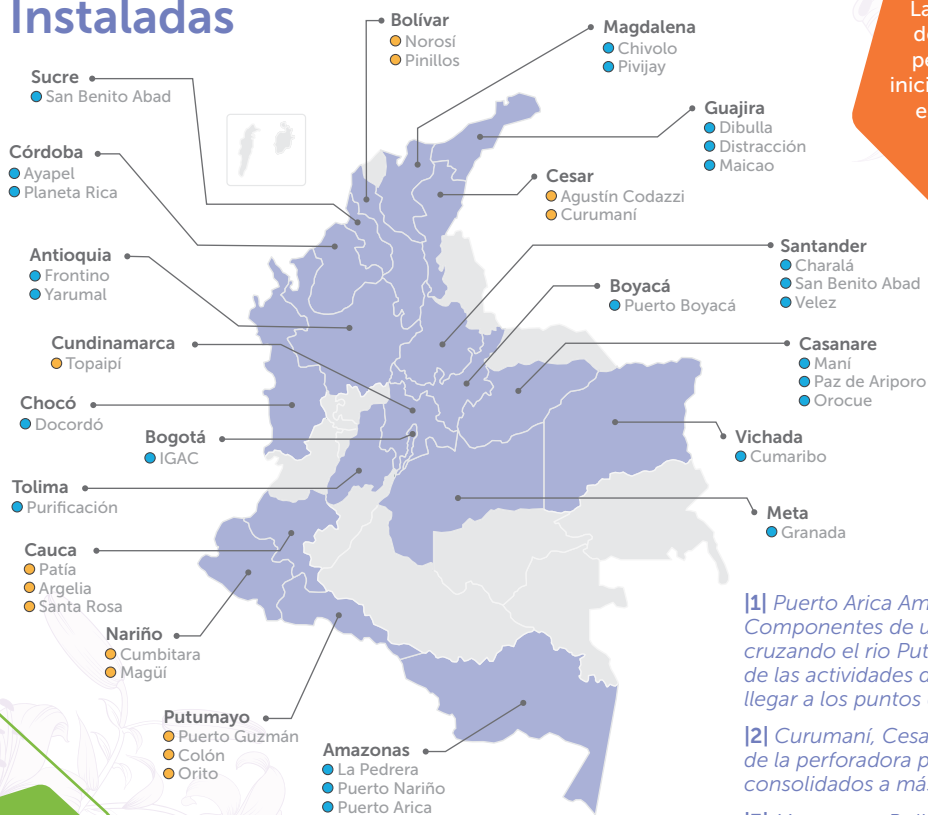 Instaladas
Bolívar
Norosí
Pinillos
Magdalena
Chivolo
Pivijay
Sucre
San Benito Abad
Guajira
Dibulla
Distracción
Maicao
Córdoba
Ayapel
Planeta Rica
Cesar
Agustín Codazzi
Curumaní
Antioquia
Frontino
Yarumal
Santander
Charalá
San Benito Abad
Velez
Boyacá
Puerto Boyacá
Cundinamarca
Topaipí
Casanare
Maní
Paz de Ariporo
Orocue
Chocó
Docordó
Bogotá
IGAC
Vichada
Cumaribo
Tolima
Purificación
Meta
Granada
Cauca
Patía
Argelia
Santa Rosa
Nariño
Cumbitara
Magüí
Putumayo
Puerto Guzmán
Colón
Orito
Amazonas
La Pedrera
Puerto Nariño
Puerto Arica
La
de
pe
inici
e
|1| Puerto Arica Am
Componentes de u
cruzando el rio Put
de las actividades d
llegar a los puntos
|2| Curumaní, Cesa
de la perforadora p
consolidados a más